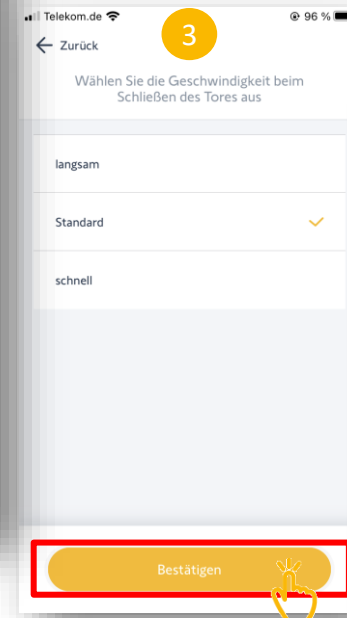 Telekom.de 96 %
3
Zurück
Wählen Sie die Geschwindigkeit beim
Schließen des Tores aus
langsam
Standard
schnell
Bestätigen